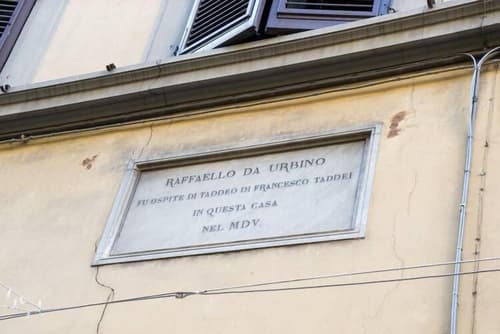 RAFFAELLO DA URBINO
FU OSPITE DI TADDEO DI FRANCESCO TADDEI
IN QUESTA CASA
NEL MDV.